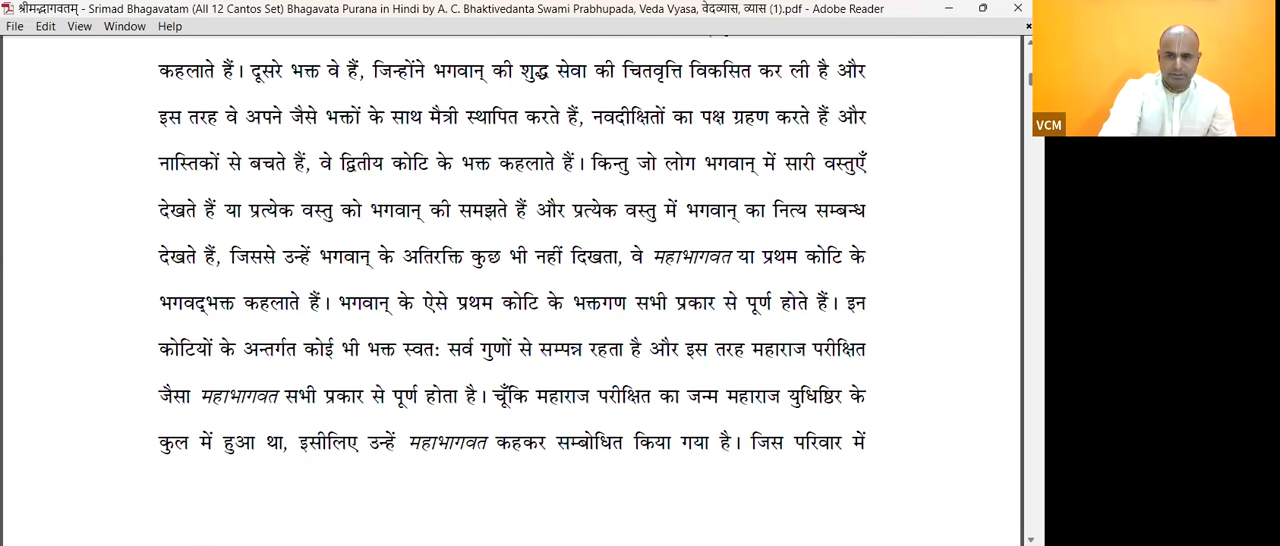 श्रीमद्भागवतम् - Srimad Bhagavatam (All 12 Cantos Set) Bhagavata Purana in Hindi by A. C. Bhaktivedanta Swami Prabhupada, Veda Vyasa, वेदव्यास, व्यास (1).pdf - Adobe Reader
File Edit View Window Help
कहलाते हैं। दूसरे भक्त वे हैं, जिन्होंने भगवान् की शुद्ध सेवा की चितवृत्ति विकसित कर ली है और
इस तरह वे अपने जैसे भक्तों के साथ मैत्री स्थापित करते हैं, नवदीक्षितों का पक्ष ग्रहण करते हैं और
नास्तिकों से बचते हैं, वे द्वितीय कोटि के भक्त कहलाते हैं। किन्तु जो लोग भगवान् में सारी वस्तुएँ
देखते हैं या प्रत्येक वस्तु को भगवान् की समझते हैं और प्रत्येक वस्तु में भगवान् का नित्य सम्बन्ध
देखते हैं, जिससे उन्हें भगवान् के अतिरक्ति कुछ भी नहीं दिखता, वे महाभागवत या प्रथम कोटि के
भगवद्भक्त कहलाते हैं। भगवान् के ऐसे प्रथम कोटि के भक्तगण सभी प्रकार से पूर्ण होते हैं। इन
कोटियों के अन्तर्गत कोई भी भक्त स्वत: सर्व गुणों से सम्पन्न रहता है और इस तरह महाराज परीक्षित
जैसा महाभागवत सभी प्रकार से पूर्ण होता है। चूँकि महाराज परीक्षित का जन्म महाराज युधिष्ठिर के
कुल में हुआ था, इसीलिए उन्हें महाभागवत कहकर सम्बोधित किया गया है। जिस परिवार में
VCM